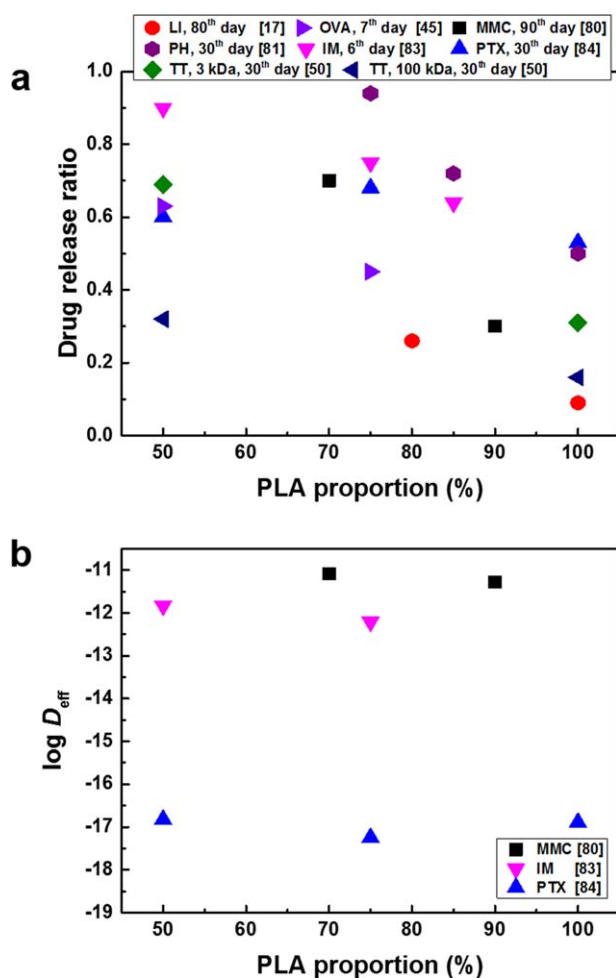 LI, 80th day [17] OVA, 7th day [45] MMC, 90th day [80]
PH, 30th day [81] IM, 6th day [83] PTX, 30th day [84]
TT, 3 kDa, 30th day [50] TT, 100 kDa, 30th day [50]
a
1.0
0.8
0.6
0.4
0.2
0.0
Drug release ratio
50 60 70 80 90 100
PLA proportion (%)
b
-11
-12
-13
-14
-15
-16
-17
-18
-19
log Deff
MMC [80]
IM [83]
PTX [84]
50 60 70 80 90 100
PLA proportion (%)